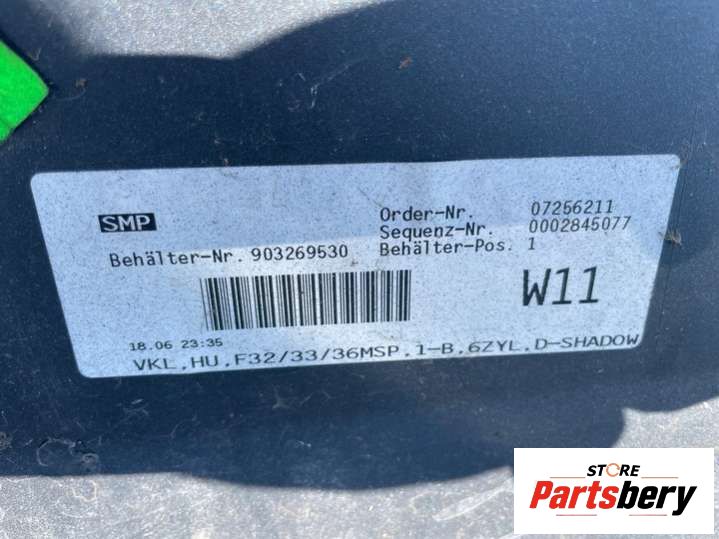 SMP
Order-Nr. 07256211
Sequenz-Nr. 0002845077
Behälter-Nr. 903269530 Behälter-Pos. 1
W11
18.06 23:35
VKL,HU,F32/33/36MSP,1-B,6ZYL,D-SHADOW
STORE
Partsbery